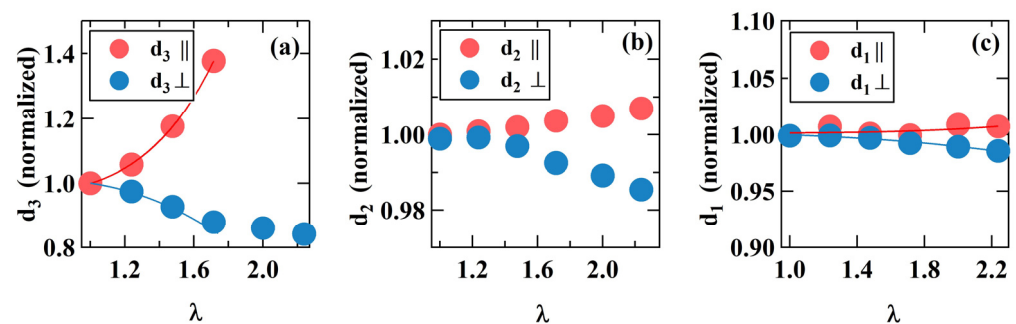 d3 (normalized)
1.4
1.2
1.0
0.8
d3 ∥
d3 ⊥
(a)
1.2 1.6 2.0
λ
d2 (normalized)
1.02
1.00
0.98
d2 ∥
d2 ⊥
(b)
1.2 1.6 2.0
λ
d1 (normalized)
1.10
1.05
1.00
0.95
0.90
d1 ∥
d1 ⊥
(c)
1.0 1.4 1.8 2.2
λ